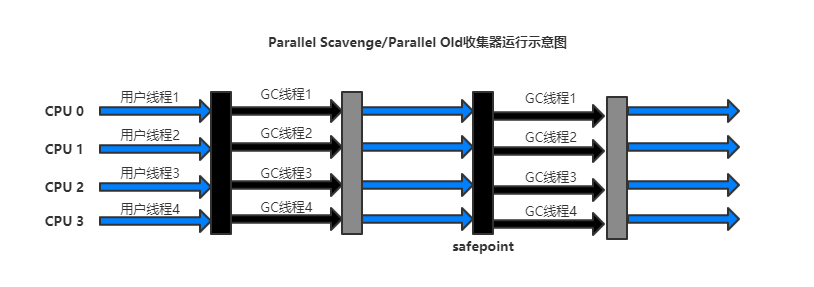 Parallel Scavenge/Parallel Old收集器运行示意图
CPU 0
用户线程1
GC线程1
GC线程1
CPU 1
用户线程2
GC线程2
GC线程2
CPU 2
用户线程3
GC线程3
GC线程3
CPU 3
用户线程4
GC线程4
GC线程4
safepoint